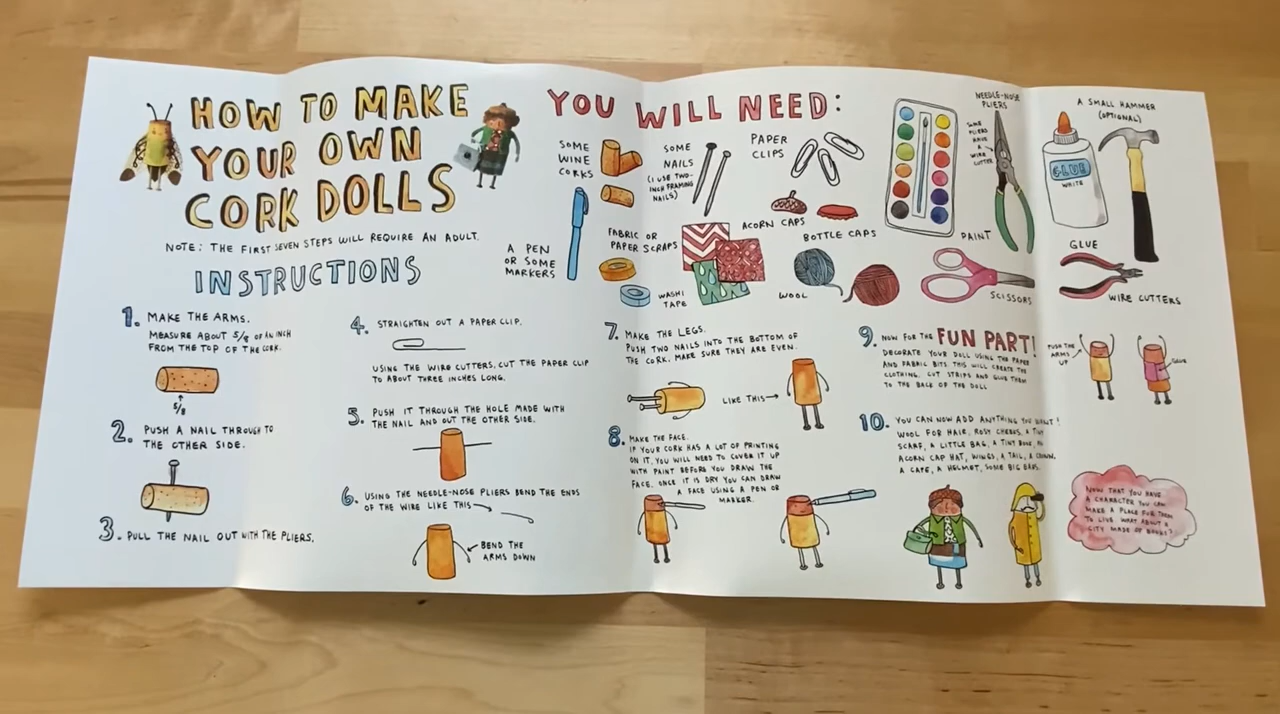 HOW TO MAKE
YOUR OWN
CORK DOLLS
NOTE: THE FIRST SEVEN STEPS WILL REQUIRE AN ADULT.
INSTRUCTIONS
1. MAKE THE ARMS.
MEASURE ABOUT 5/8 OF AN INCH
FROM THE TOP OF THE CORK.
5/8
2. PUSH A NAIL THROUGH TO
THE OTHER SIDE.
3. PULL THE NAIL OUT WITH THE PLIERS.
4. STRAIGHTEN OUT A PAPER CLIP.
USING THE WIRE CUTTERS, CUT THE PAPER CLIP
TO ABOUT THREE INCHES LONG.
5. PUSH IT THROUGH THE HOLE MADE WITH
THE NAIL AND OUT THE OTHER SIDE.
6. USING THE NEEDLE-NOSE PLIERS BEND THE ENDS
OF THE WIRE LIKE THIS
BEND THE
ARMS DOWN
YOU WILL NEED:
SOME
WINE
CORKS
SOME
NAILS
(I USE TWO-
INCH FRAMING
NAILS)
PAPER
CLIPS
NEEDLE-NOSE
PLIERS
SOME
PLIERS
HAVE
A
WIRE
CUTTER
A SMALL HAMMER
(OPTIONAL)
A PEN
OR SOME
MARKERS
FABRIC OR
PAPER SCRAPS
WASHI
TAPE
ACORN CAPS
BOTTLE CAPS
WOOL
PAINT
SCISSORS
GLUE
WHITE
GLUE
WIRE CUTTERS
7. MAKE THE LEGS.
PUSH TWO NAILS INTO THE BOTTOM OF
THE CORK. MAKE SURE THEY ARE EVEN.
LIKE THIS
8. MAKE THE FACE.
IF YOUR CORK HAS A LOT OF PRINTING
ON IT, YOU WILL NEED TO COVER IT UP
WITH PAINT BEFORE YOU DRAW THE
FACE. ONCE IT IS DRY YOU CAN DRAW
A FACE USING A PEN OR
MARKER.
9. NOW FOR THE FUN PART!
DECORATE YOUR DOLL USING THE PAPER
AND FABRIC BITS. THIS WILL CREATE THE
CLOTHING. CUT STRIPS AND GLUE THEM
TO THE BACK OF THE DOLL
PUSH THE
ARMS
UP
GLUE
10. YOU CAN NOW ADD ANYTHING YOU WANT!
WOOL FOR HAIR, ROSY CHEEKS, A TINY
SCARF, A LITTLE BAG, A TINY BOOK, AN
ACORN CAP HAT, WINGS, A TAIL, A CROWN,
A CAPE, A HELMET, SOME BIG EARS.
NOW THAT YOU HAVE
A CHARACTER YOU CAN
MAKE A PLACE FOR THEM
TO LIVE. WHAT ABOUT A
CITY MADE OF BOOKS?